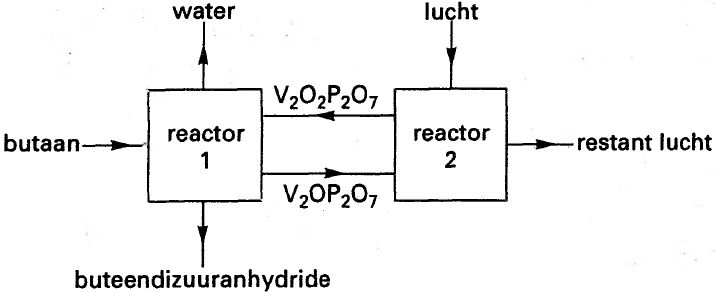 water
lucht
V₂O₂P₂O₇
butaan
reactor
1
reactor
2
restant lucht
V₂OP₂O₇
buteendizuuranhydride